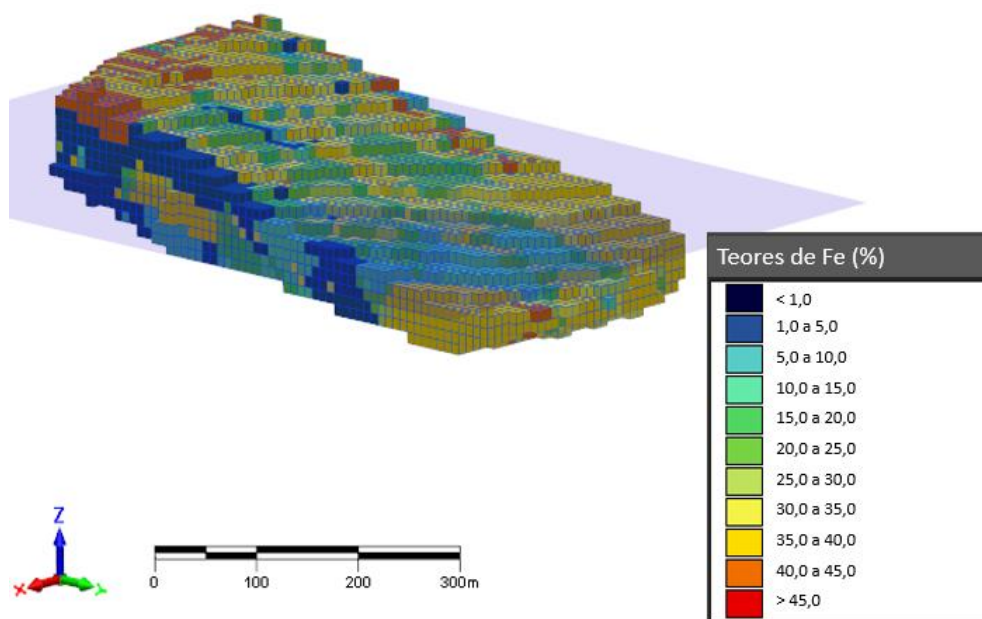 Teores de Fe (%)
< 1,0
1,0 a 5,0
5,0 a 10,0
10,0 a 15,0
15,0 a 20,0
20,0 a 25,0
25,0 a 30,0
30,0 a 35,0
35,0 a 40,0
40,0 a 45,0
> 45,0
Z
X
Y
0 100 200 300m